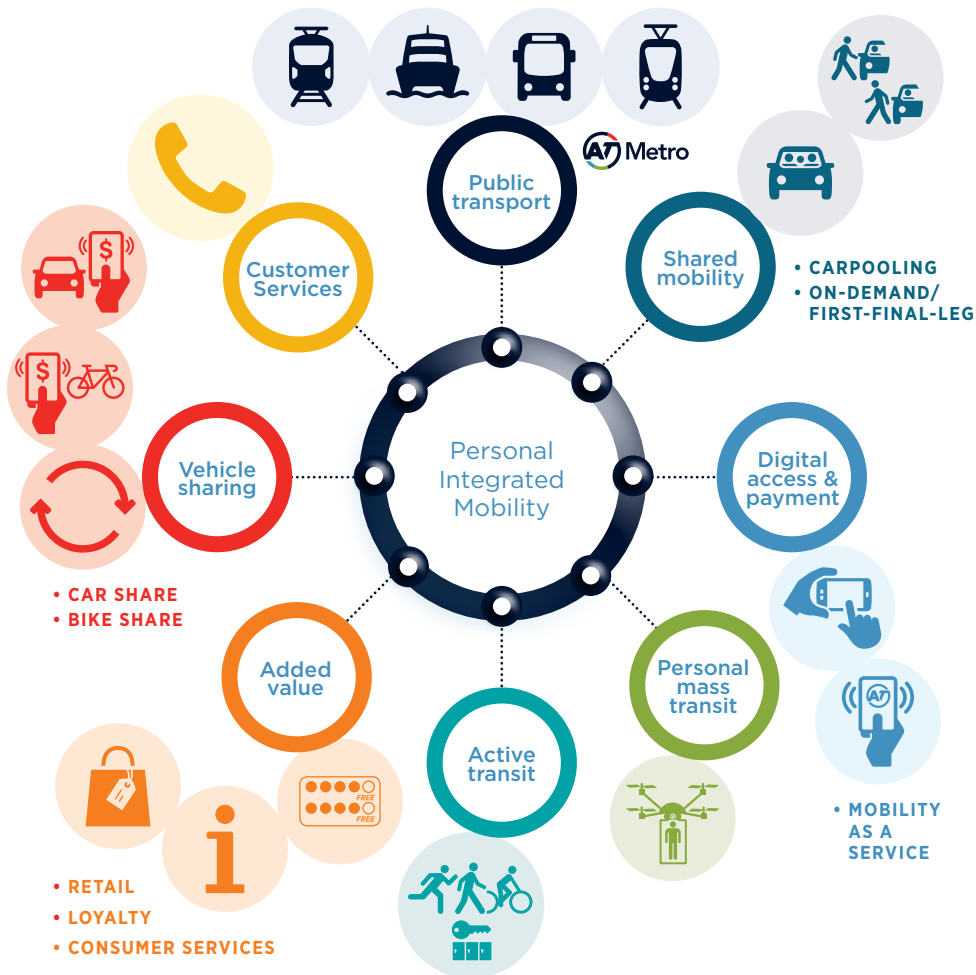 AT Metro
Public
transport
Shared
mobility
• CARPOOLING
• ON-DEMAND/
FIRST-FINAL-LEG
Customer
Services
$
$
Vehicle
sharing
• CAR SHARE
• BIKE SHARE
Personal
Integrated
Mobility
Digital
access &
payment
AT
• MOBILITY
AS A
SERVICE
Personal
mass
transit
Active
transit
Added
value
FREE
FREE
• RETAIL
• LOYALTY
• CONSUMER SERVICES